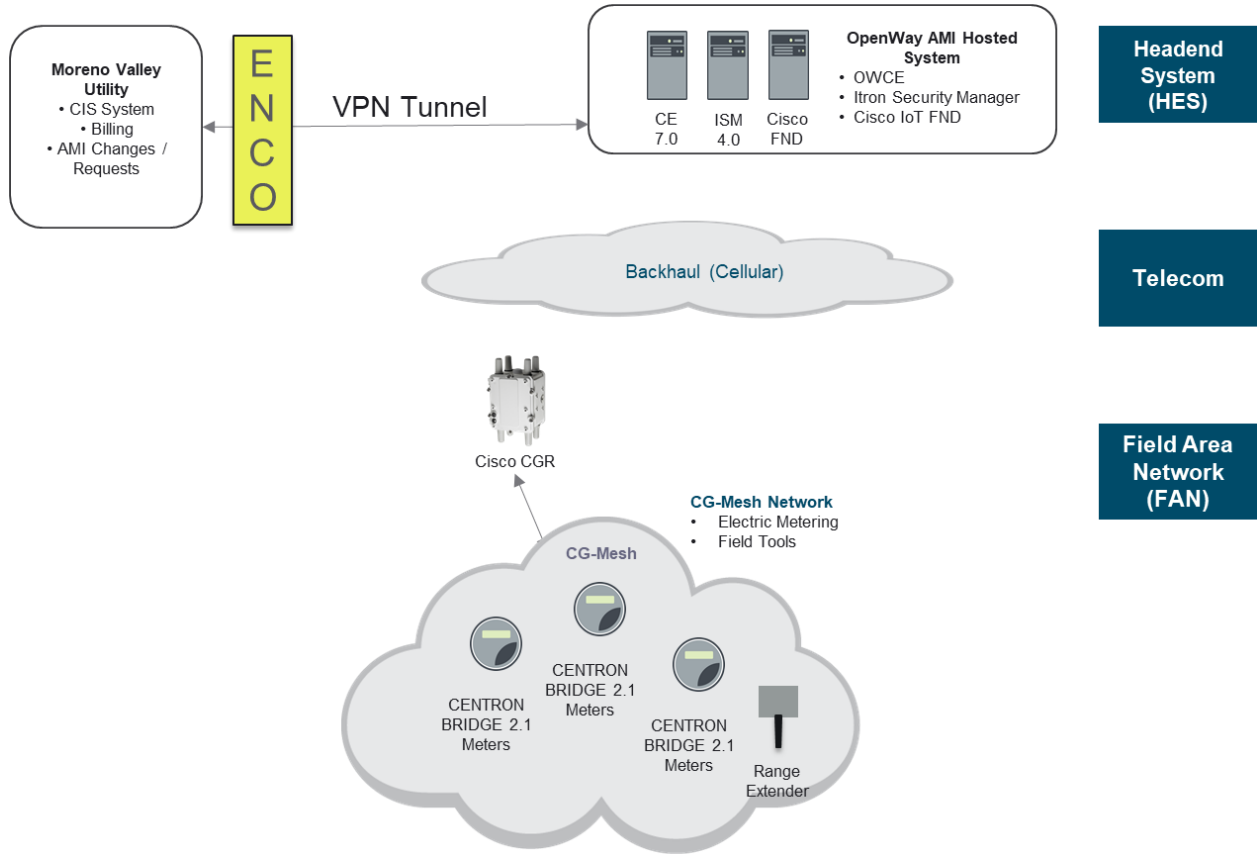 Moreno Valley
Utility
• CIS System
• Billing
• AMI Changes /
Requests
E
N
C
O
VPN Tunnel
CE
7.0
ISM
4.0
Cisco
FND
OpenWay AMI Hosted
System
• OWCE
• Itron Security Manager
• Cisco IoT FND
Headend
System
(HES)
Backhaul (Cellular)
Telecom
Cisco CGR
Field Area
Network
(FAN)
CG-Mesh Network
• Electric Metering
• Field Tools
CG-Mesh
CENTRON
BRIDGE 2.1
Meters
CENTRON
BRIDGE 2.1
Meters
CENTRON
BRIDGE 2.1
Meters
Range
Extender